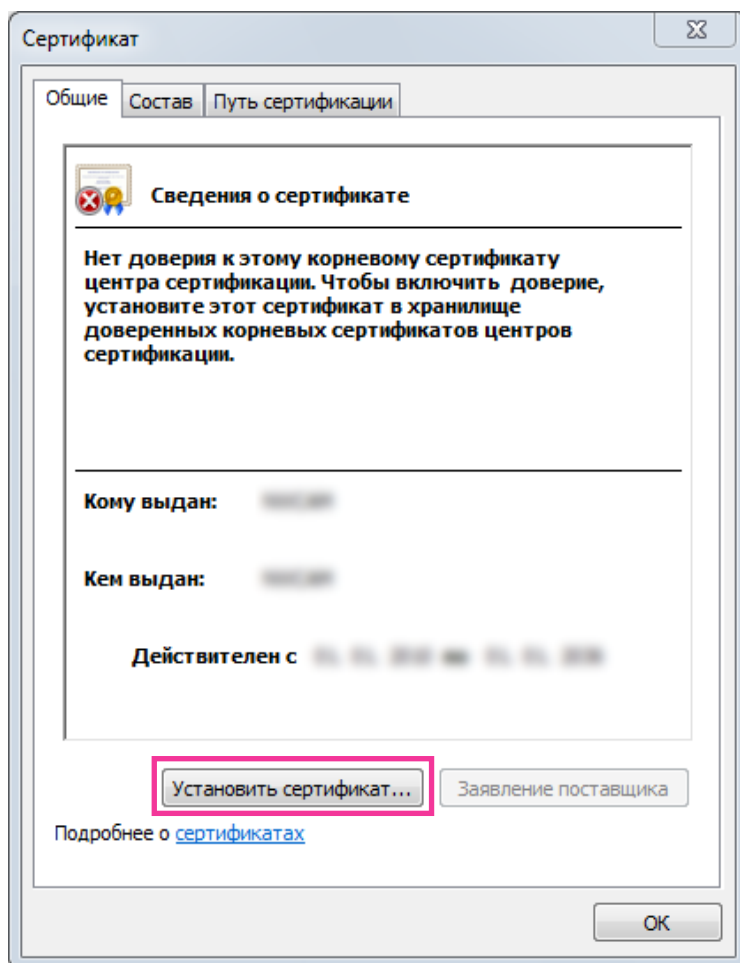 Сертификат
Общие Состав Путь сертификации
Сведения о сертификате
Нет доверия к этому корневому сертификату
центра сертификации. Чтобы включить доверие,
установите этот сертификат в хранилище
доверенных корневых сертификатов центров
сертификации.
Кому выдан:
Кем выдан:
Действителен с
Установить сертификат... Заявление поставщика
Подробнее о сертификатах
ОК